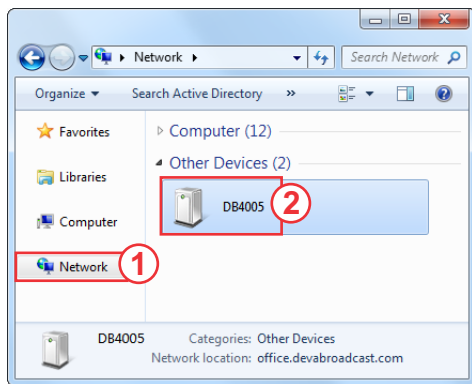 Network
Search Network
Organize Search Active Directory »
Favorites
Libraries
Computer
Network
1
Computer (12)
Other Devices (2)
DB4005
2
DB4005 Categories: Other Devices
Network location: office.devabroadcast.com